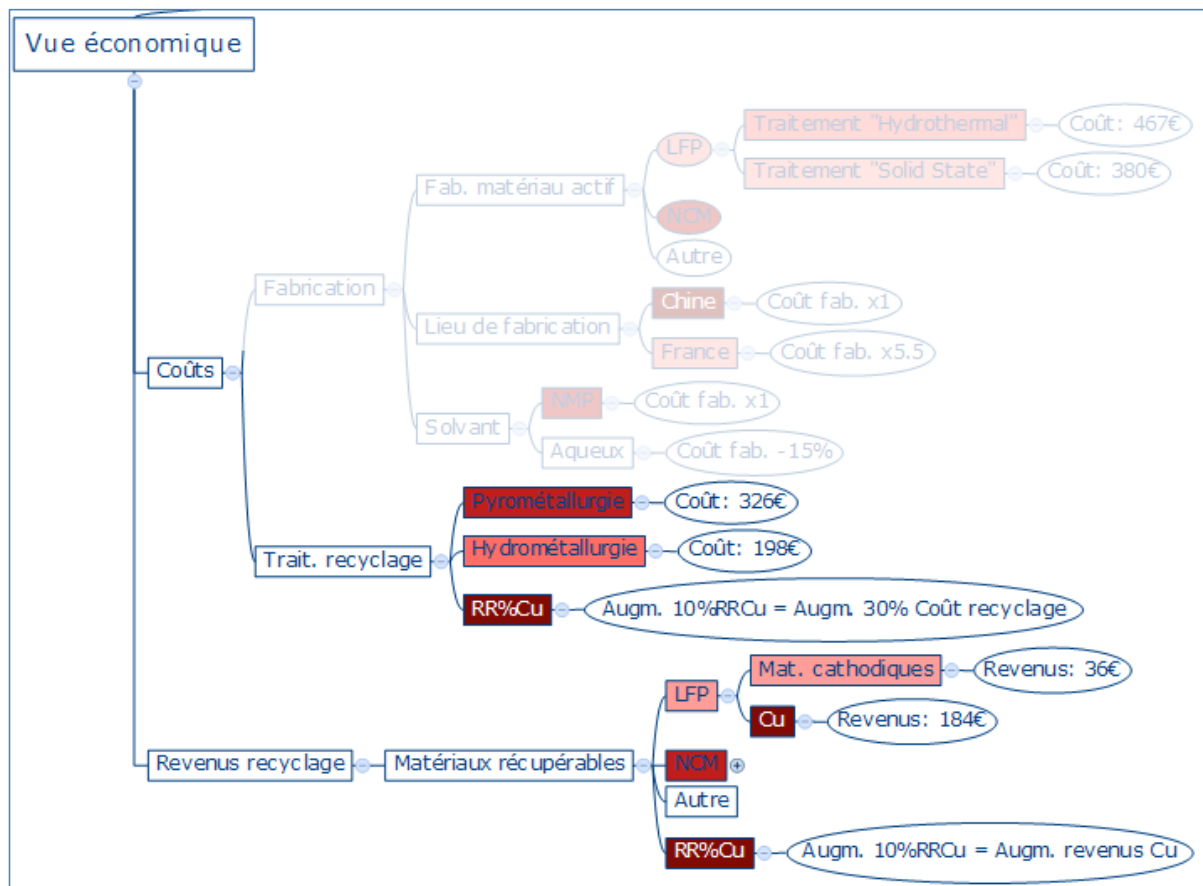 Vue économique
Traitement "Hydrothermal"
Coût: 467€
LFP
Traitement "Solid State"
Coût: 380€
Fab. matériau actif
NCM
Autre
Fabrication
Chine
Coût fab. x1
Lieu de fabrication
France
Coût fab. x5.5
Coûts
NMP
Coût fab. x1
Solvant
Aqueux
Coût fab. -15%
Pyrométallurgie
Coût: 326€
Hydrométallurgie
Coût: 198€
Trait. recyclage
RR%Cu
Augm. 10%RRCu = Augm. 30% Coût recyclage
Mat. cathodiques
Revenus: 36€
LFP
Cu
Revenus: 184€
Revenus recyclage
Matériaux récupérables
NCM
Autre
RR%Cu
Augm. 10%RRCu = Augm. revenus Cu